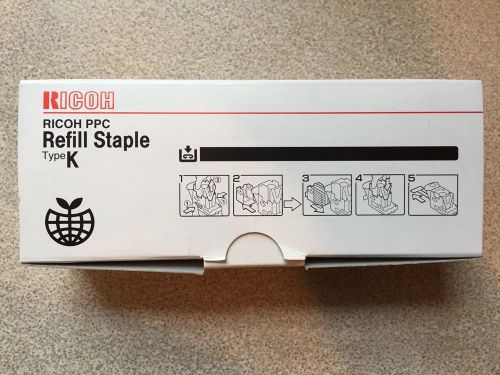 RICOH
RICOH PPC
Refill Staple
Type K
1 2 3 4 5